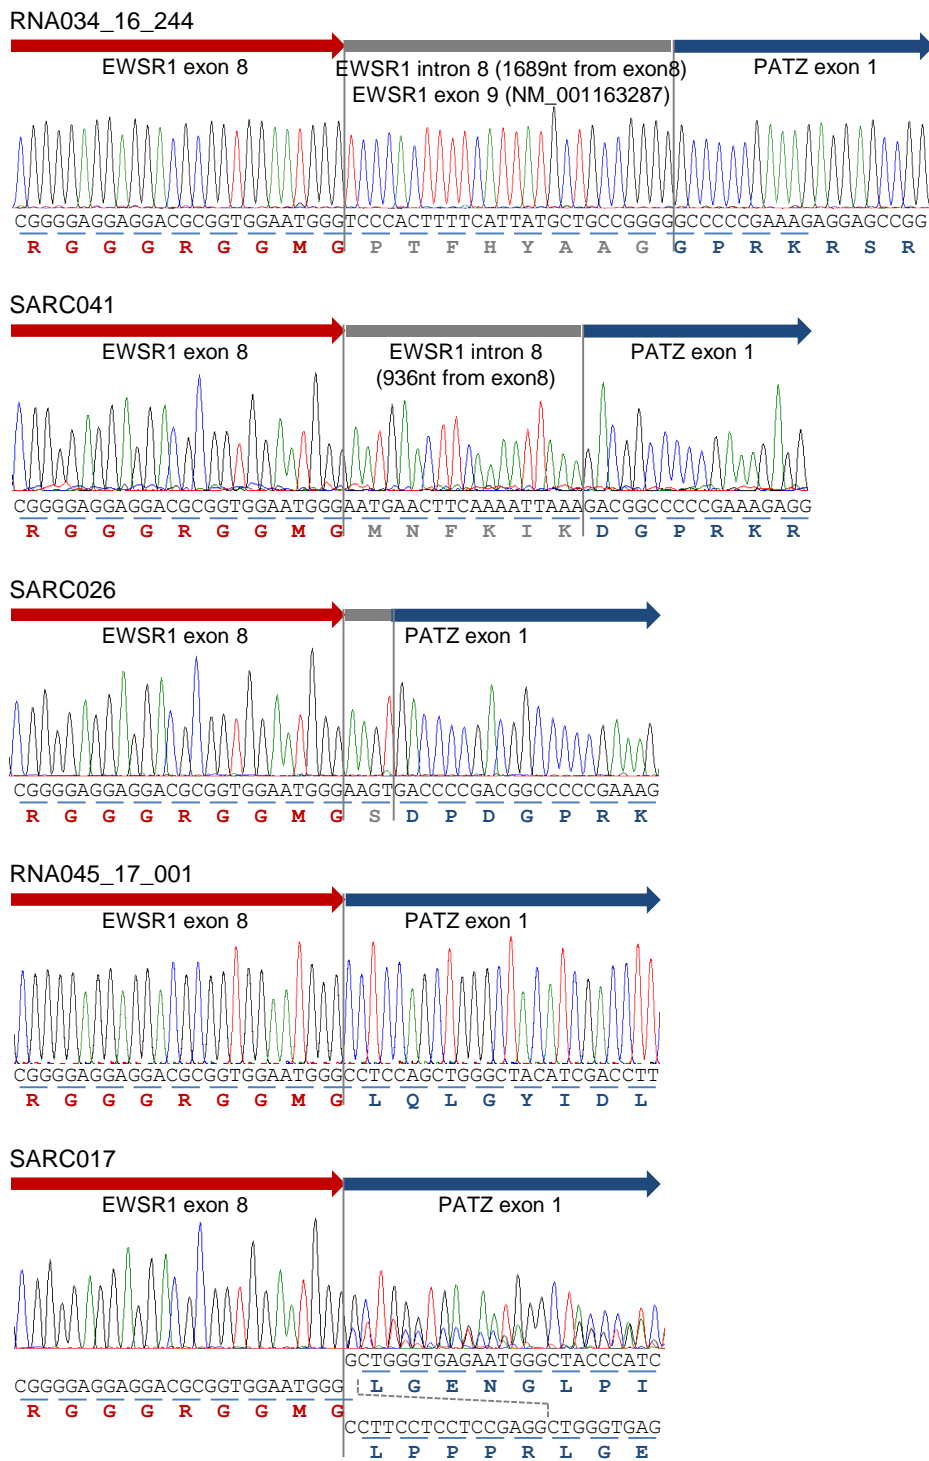 RNA034_16_244
EWSR1 exon 8
EWSR1 intron 8 (1689nt from exon8)
EWSR1 exon 9 (NM_001163287)
PATZ exon 1
CGGGGAGGAGGACGCGGTGGAATGGGTCCCACTTTTCATTATGCTGCCGGGGGCCCCCGAAAGAGGAGCCGG
R G G G R G G M G P T F H Y A A G G P R K R S R
SARC041
EWSR1 exon 8
EWSR1 intron 8
(936nt from exon8)
PATZ exon 1
CGGGGAGGAGGACGCGGTGGAATGGGAATGAACTTCAAAATTAAAGACGGCCCCCGAAAGAGG
R G G G R G G M G M N F K I K D G P R K R
SARC026
EWSR1 exon 8
PATZ exon 1
CGGGGAGGAGGACGCGGTGGAATGGGAAGTGACCCCGACGGCCCCCGAAAG
R G G G R G G M G S D P D G P R K
RNA045_17_001
EWSR1 exon 8
PATZ exon 1
CGGGGAGGAGGACGCGGTGGAATGGGCCTCCAGCTGGGCTACATCGACCTT
R G G G R G G M G L Q L G Y I D L
SARC017
EWSR1 exon 8
PATZ exon 1
GCTGGGTGAGAATGGGCTACCCATC
CGGGGAGGAGGACGCGGTGGAATGGG
L G E N G L P I
R G G G R G G M G
CCTTCCTCCTCCGAGGCTGGGTGAG
L P P P R L G E